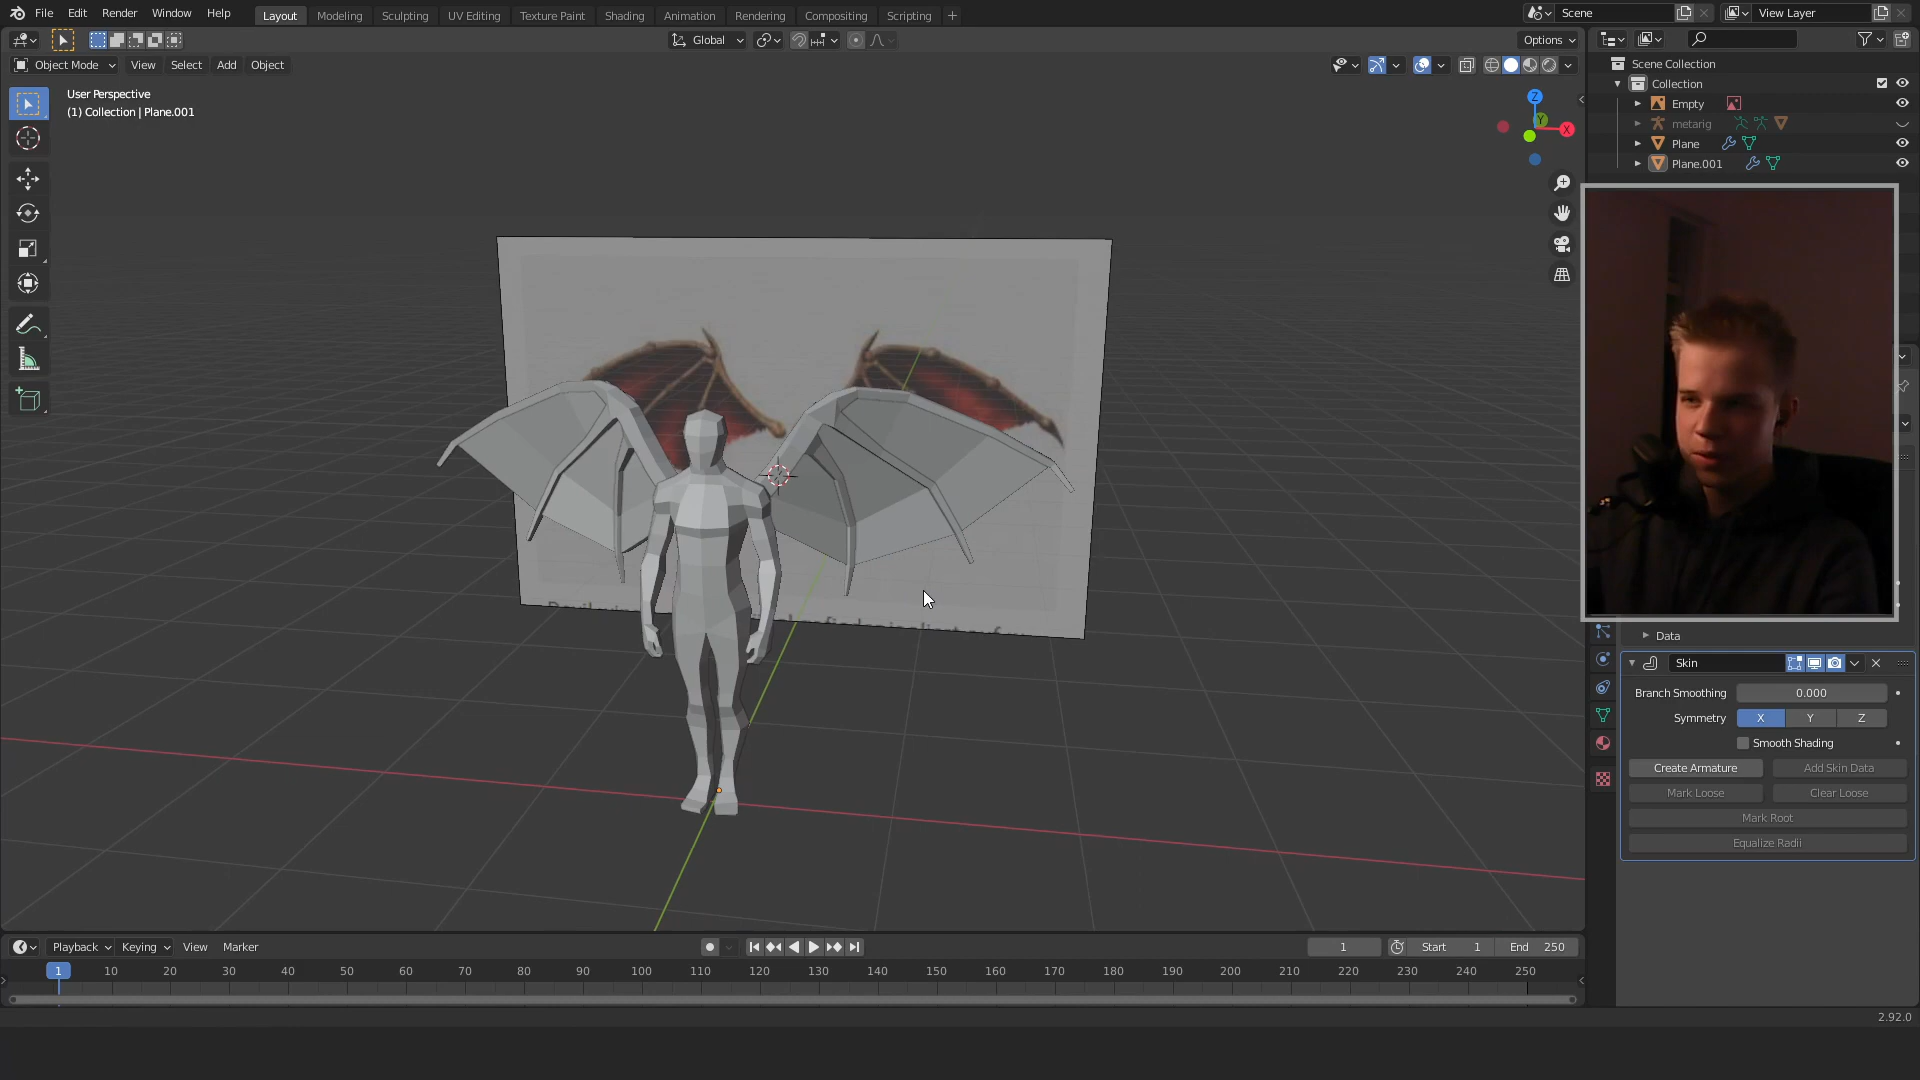 File Edit Render Window Help Layout Modeling Sculpting UV Editing Texture Paint Shading Animation Rendering Compositing Scripting + Scene View Layer
Global Options
Object Mode View Select Add Object
User Perspective
(1) Collection | Plane.001
Z
Y
X
Scene Collection
Collection
Empty
metarig
Plane
Plane.001
Data
Skin
Branch Smoothing 0.000
Symmetry X Y Z
Smooth Shading
Create Armature Add Skin Data
Mark Loose Clear Loose
Mark Root
Equalize Radii
Playback Keying View Marker 1 Start 1 End 250
1 10 20 30 40 50 60 70 80 90 100 110 120 130 140 150 160 170 180 190 200 210 220 230 240 250
2.92.0